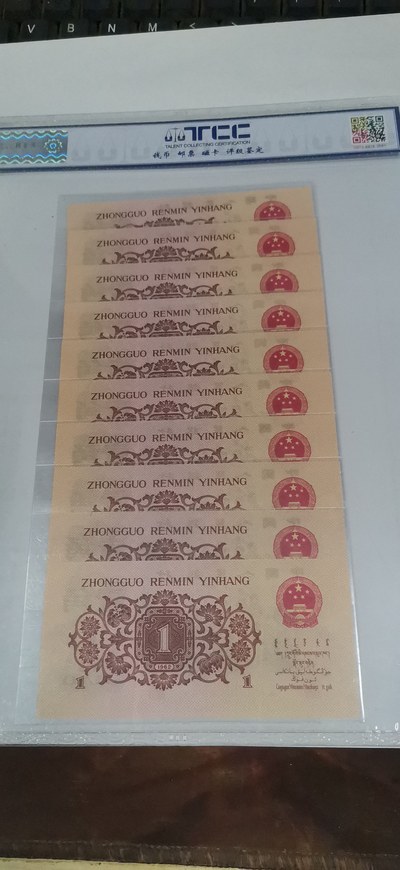 V B N M < >
TCC
TALENT COLLECTING CERTIFICATION
钱币 邮票 磁卡 评级鉴定
ZHONGGUO RENMIN YINHANG
ZHONGGUO RENMIN YINHANG
ZHONGGUO RENMIN YINHANG
ZHONGGUO RENMIN YINHANG
ZHONGGUO RENMIN YINHANG
ZHONGGUO RENMIN YINHANG
ZHONGGUO RENMIN YINHANG
ZHONGGUO RENMIN YINHANG
ZHONGGUO RENMIN YINHANG
ZHONGGUO RENMIN YINHANG
1
1962
1 1